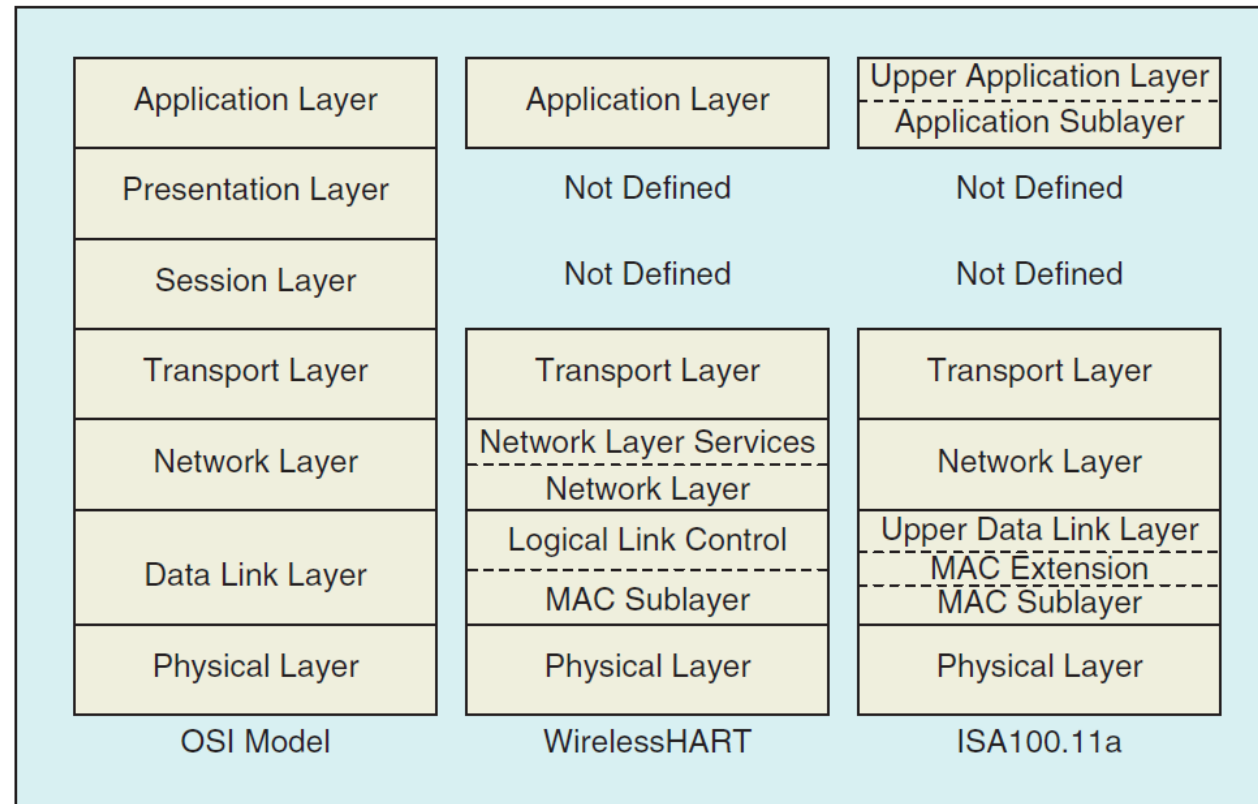 Application Layer
Presentation Layer
Session Layer
Transport Layer
Network Layer
Data Link Layer
Physical Layer
OSI Model
Application Layer
Not Defined
Not Defined
Transport Layer
Network Layer Services
Network Layer
Logical Link Control
MAC Sublayer
Physical Layer
WirelessHART
Upper Application Layer
Application Sublayer
Not Defined
Not Defined
Transport Layer
Network Layer
Upper Data Link Layer
MAC Extension
MAC Sublayer
Physical Layer
ISA100.11a